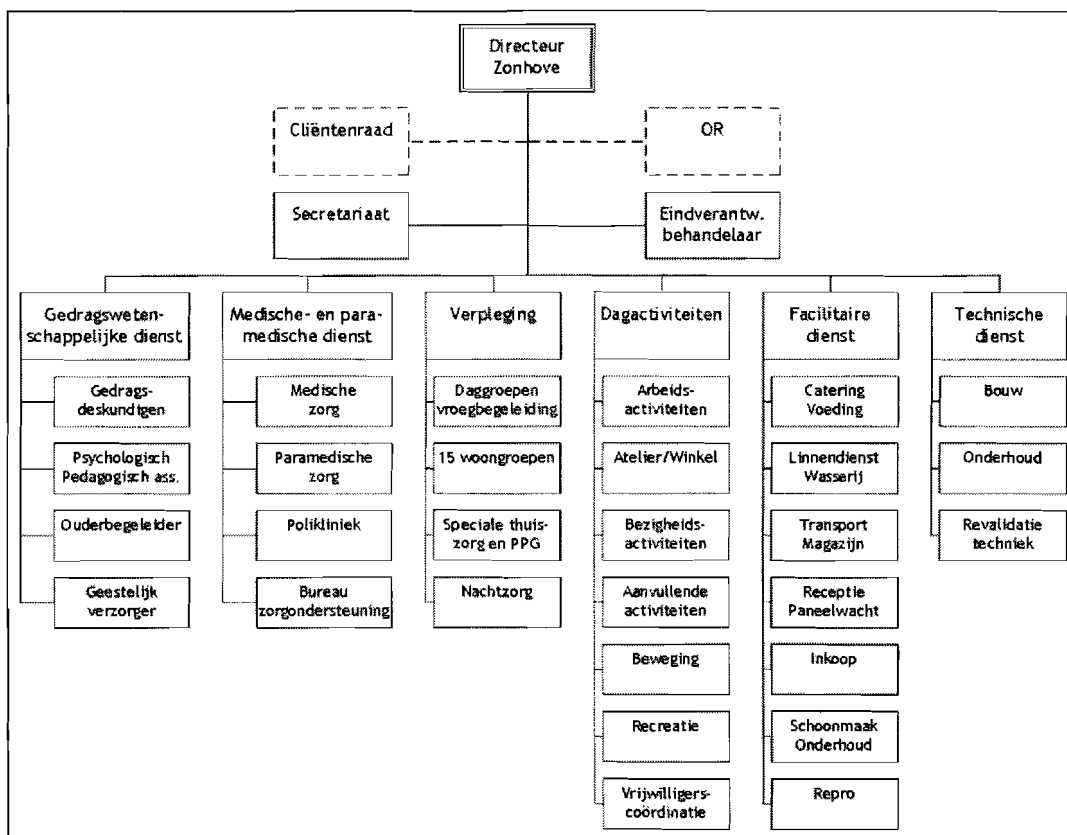 Directeur
Zonhove
Cliëntenraad
OR
Secretariaat
Eindverantw.
behandelaar
Gedragsweten-
schappelijke dienst
Gedrags-
deskundigen
Psychologisch
Pedagogisch ass.
Ouderbegeleider
Geestelijk
verzorger
Medische- en para-
medische dienst
Medische
zorg
Paramedische
zorg
Polikliniek
Bureau
zorgondersteuning
Verpleging
Daggroepen
vroegbegeleiding
15 woongroepen
Speciale thuis-
zorg en PPG
Nachtzorg
Dagactiviteiten
Arbeids-
activiteiten
Atelier/Winkel
Bezigheids-
activiteiten
Aanvullende
activiteiten
Beweging
Recreatie
Vrijwilligers-
coördinatie
Facilitaire
dienst
Catering
Voeding
Linnendienst
Wasserij
Transport
Magazijn
Receptie
Paneelwacht
Inkoop
Schoonmaak
Onderhoud
Repro
Technische
dienst
Bouw
Onderhoud
Revalidatie
techniek